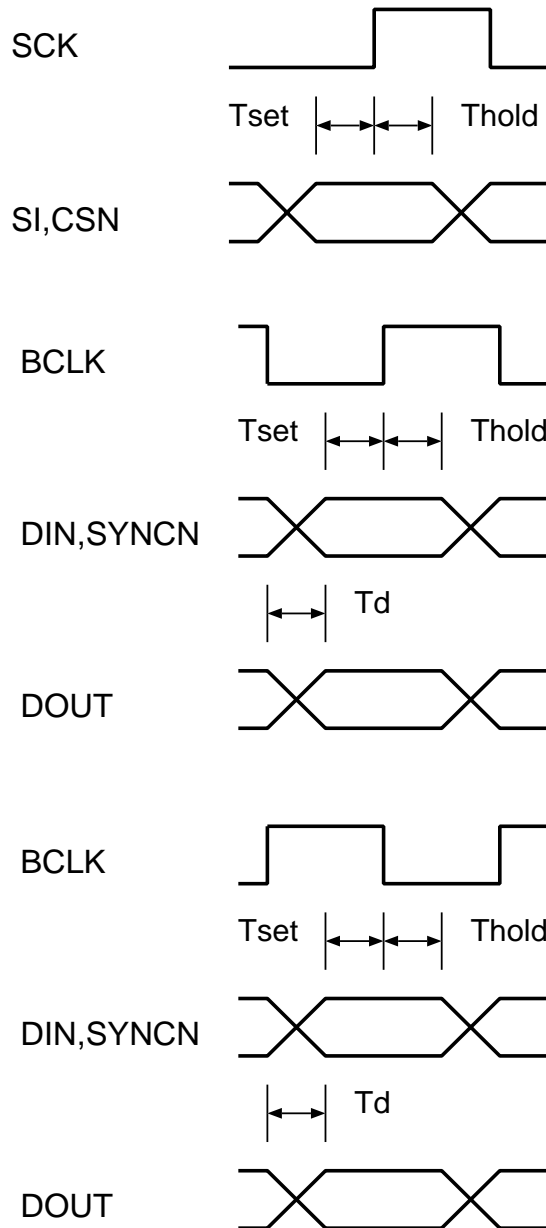 SCK
Tset Thold
SI,CSN
BCLK
Tset Thold
DIN,SYNCN
Td
DOUT
BCLK
Tset Thold
DIN,SYNCN
Td
DOUT